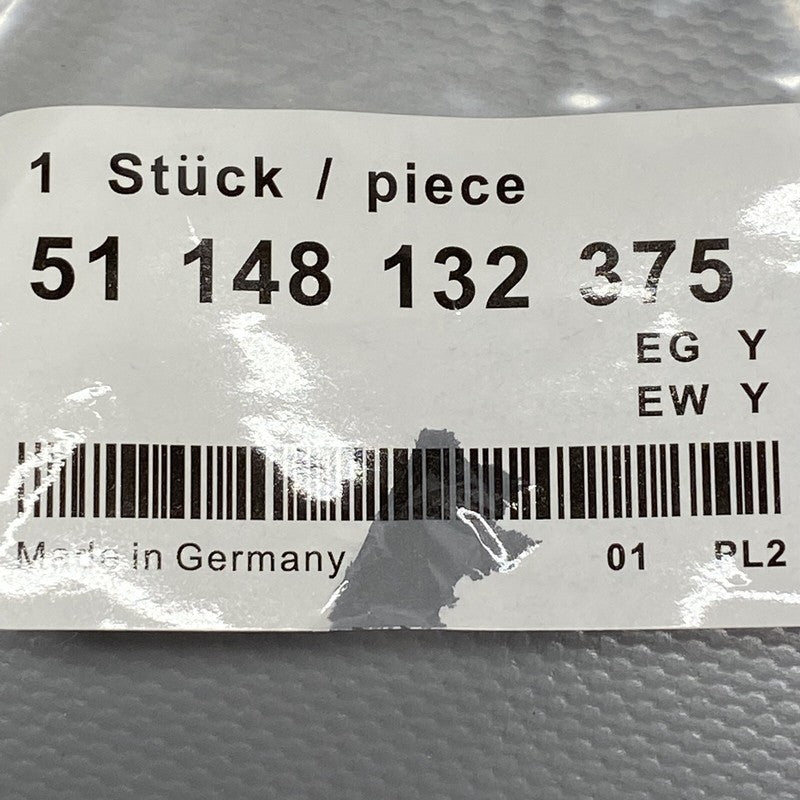 1 Stück / piece
51 148 132 375
EG Y
EW Y
Made in Germany 01 PL2